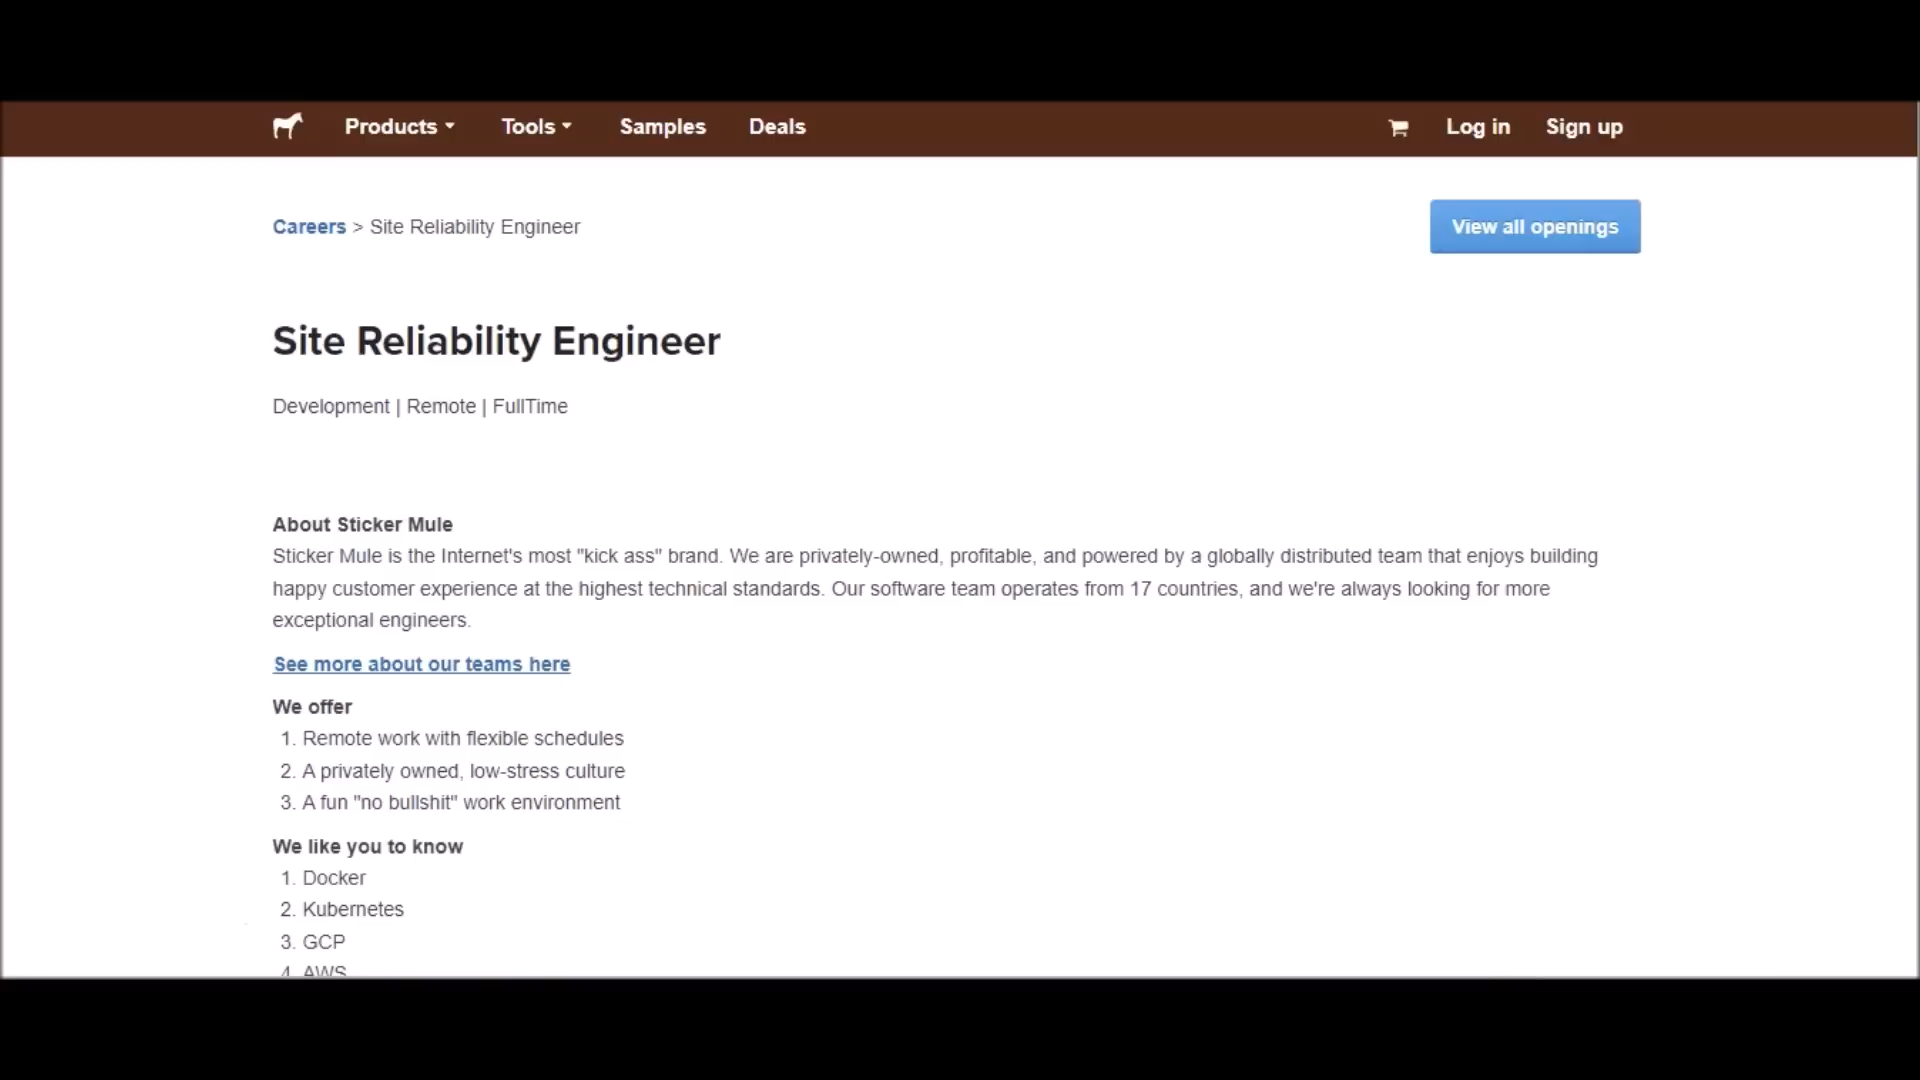 Products Tools Samples Deals Log in Sign up
Careers > Site Reliability Engineer View all openings
Site Reliability Engineer
Development | Remote | FullTime
About Sticker Mule
Sticker Mule is the Internet's most "kick ass" brand. We are privately-owned, profitable, and powered by a globally distributed team that enjoys building
happy customer experience at the highest technical standards. Our software team operates from 17 countries, and we're always looking for more
exceptional engineers.
See more about our teams here
We offer
1. Remote work with flexible schedules
2. A privately owned, low-stress culture
3. A fun "no bullshit" work environment
We like you to know
1. Docker
2. Kubernetes
3. GCP
4. AWS